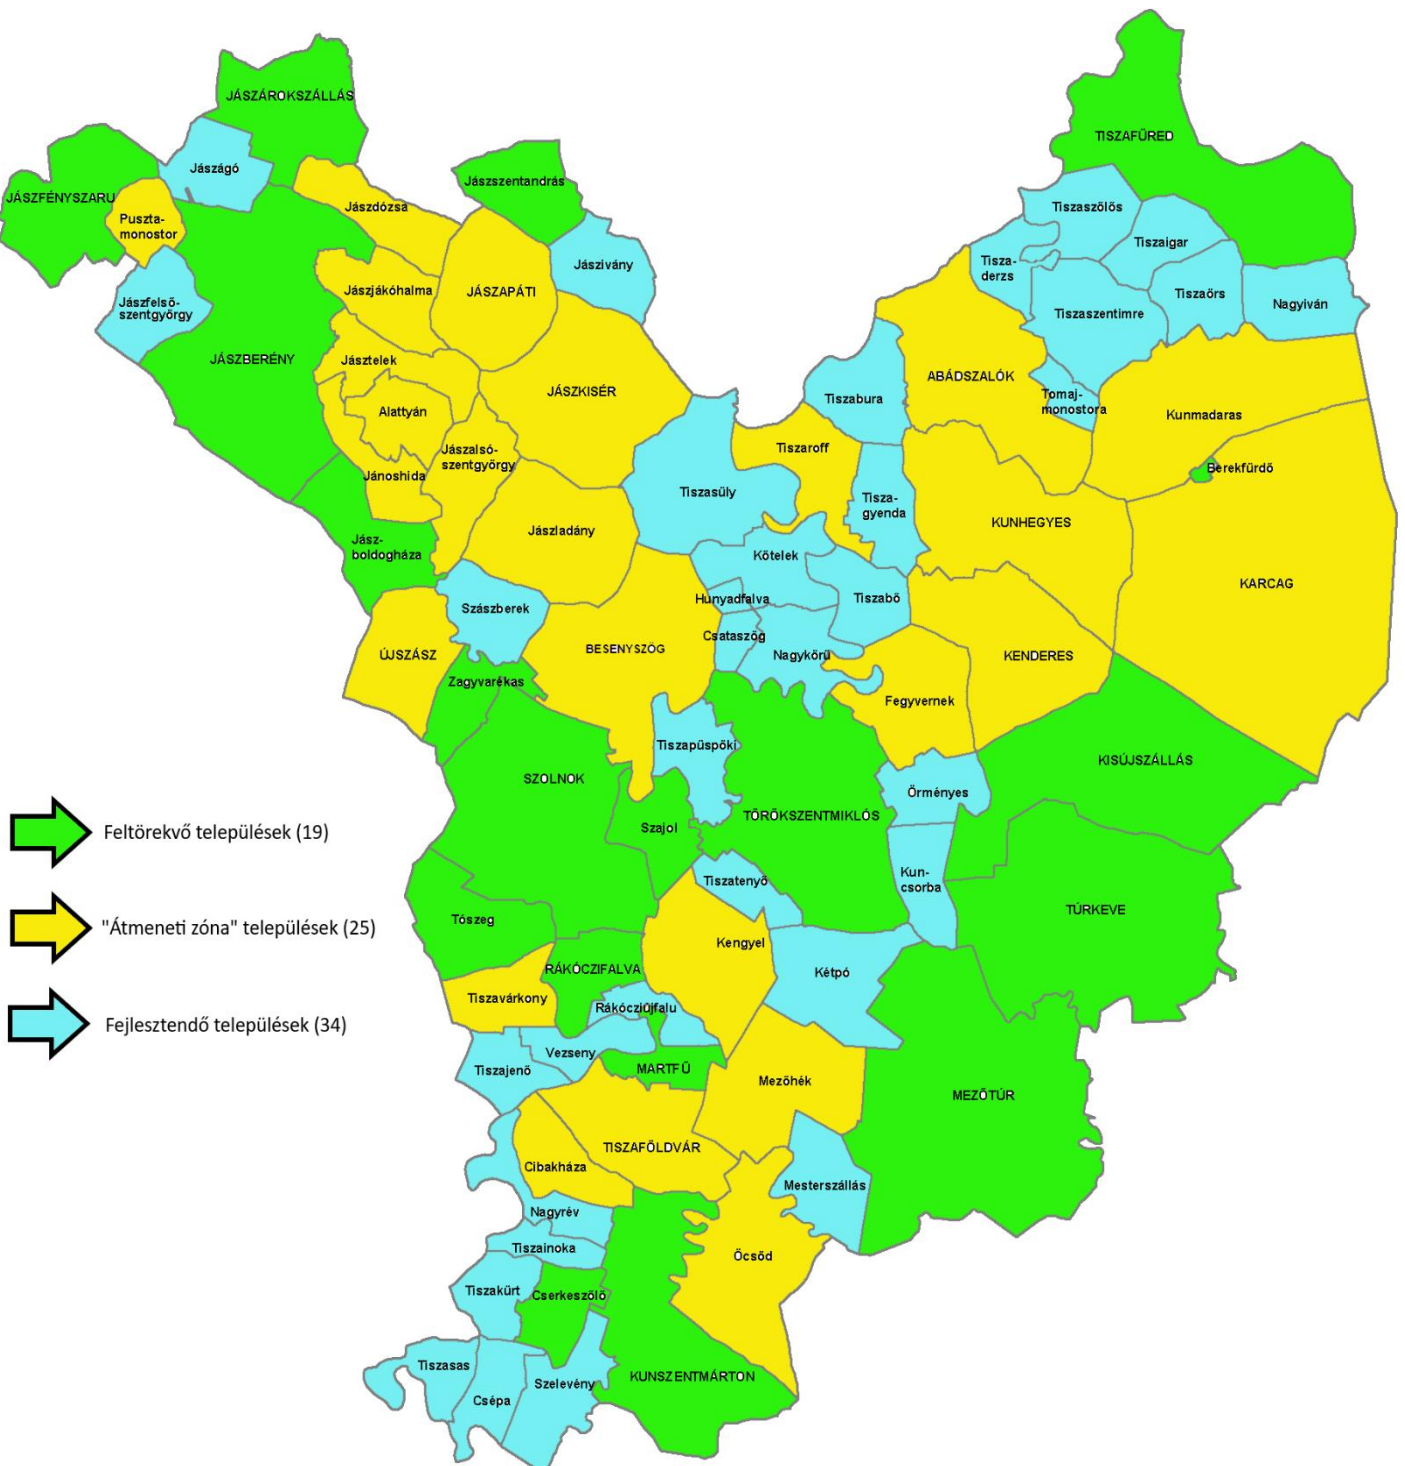 JÁSZÁROKSZÁLLÁS
TISZAFÜRED
Jászágó
Jászszentandrás
JÁSZFÉNYSZARU
Jászdózsa
Tiszaszőlős
Puszta-
monostor
Tiszaigar
Tisza-
derzs
Jászivány
Jászfelső-
szentgyörgy
Jászjákóhalma
JÁSZAPÁTI
Tiszaörs
Nagyiván
Tiszaszentimre
JÁSZBERÉNY
Jásztelek
ABÁDSZALÓK
JÁSZKISÉR
Tiszabura
Tomaj-
monostora
Alattyán
Kunmadaras
Jászalsó-
szentgyörgy
Tiszaroff
Berekfürdő
Jánoshida
Tiszasüly
Tisza-
gyenda
KUNHEGYES
Jászladány
Jász-
boldogháza
Kötelek
KARCAG
Hunyadfalva
Tiszabő
Szászberek
Csataszög
ÚJSZÁSZ
BESENYSZÖG
Nagykörű
KENDERES
Zagyvarékas
Fegyvernek
Tiszapüspöki
KISÚJSZÁLLÁS
SZOLNOK
Örményes
TÖRÖKSZENTMIKLÓS
Szajol
Feltörekvő települések (19)
Tiszatenyő
Kun-
csorba
TÚRKEVE
Tószeg
"Átmeneti zóna" települések (25)
Kengyel
RÁKÓCZIFALVA
Kétpó
Tiszavárkony
Rákócziújfalu
Fejlesztendő települések (34)
Vezseny
Tiszajenő
MARTFŰ
Mezőhék
MEZŐTÚR
TISZAFÖLDVÁR
Cibakháza
Mesterszállás
Nagyrév
Tiszainoka
Öcsöd
Tiszakürt
Cserkeszőlő
Tiszasas
KUNSZENTMÁRTON
Szelevény
Csépa